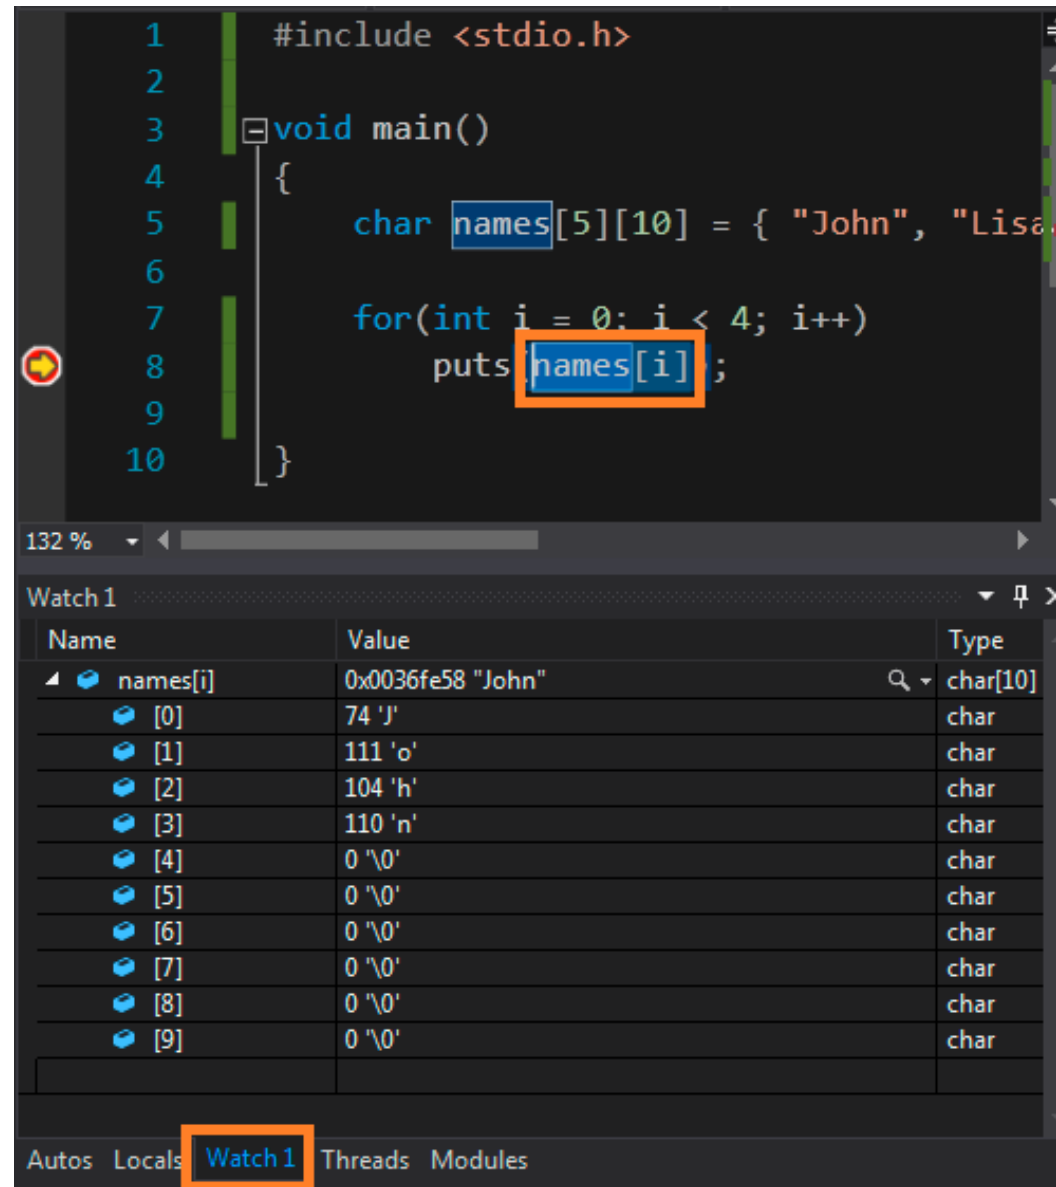 1 #include <stdio.h>
2
3 void main()
4 {
5 char names[5][10] = { "John", "Lisa
6
7 for(int i = 0; i < 4; i++)
8 puts(names[i]);
9
10 }
132 %
Watch 1
Name Value Type
names[i] 0x0036fe58 "John" char[10]
[0] 74 'J' char
[1] 111 'o' char
[2] 104 'h' char
[3] 110 'n' char
[4] 0 '\0' char
[5] 0 '\0' char
[6] 0 '\0' char
[7] 0 '\0' char
[8] 0 '\0' char
[9] 0 '\0' char
Autos Locals Watch 1 Threads Modules